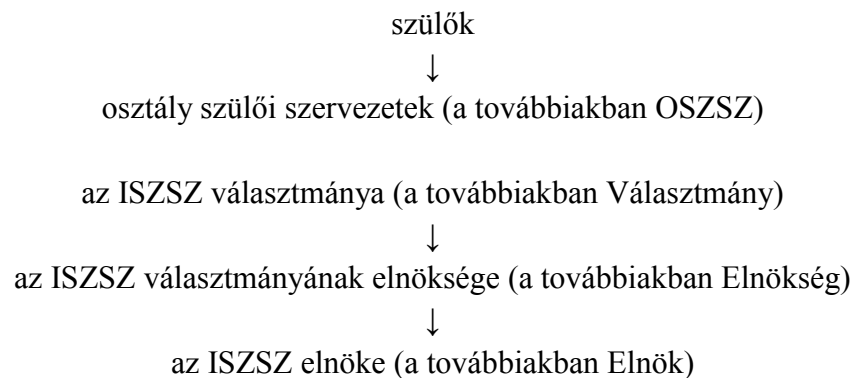 szülők
↓
osztály szülői szervezetek (a továbbiakban OSZSZ)
az ISZSZ választmánya (a továbbiakban Választmány)
↓
az ISZSZ választmányának elnöksége (a továbbiakban Elnökség)
↓
az ISZSZ elnöke (a továbbiakban Elnök)